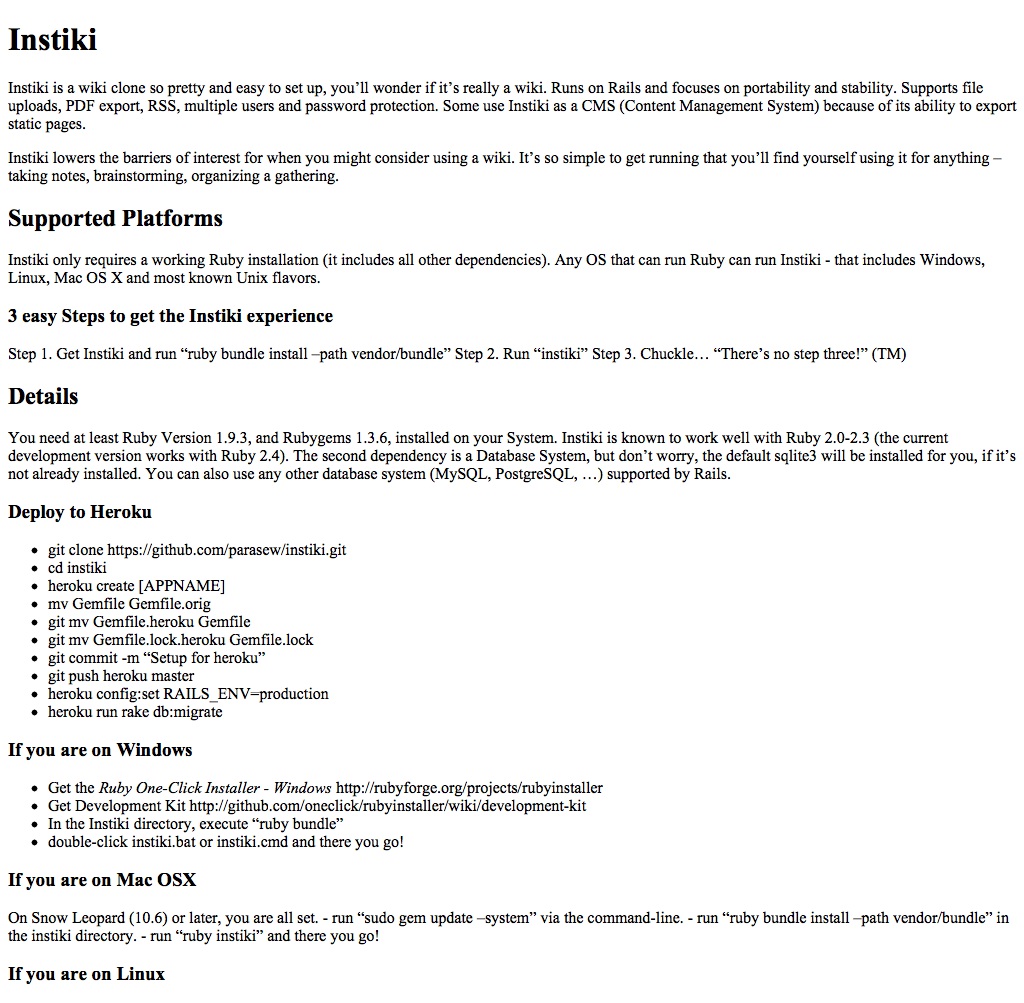 Instiki
Instiki is a wiki clone so pretty and easy to set up, you’ll wonder if it’s really a wiki. Runs on Rails and focuses on portability and stability. Supports file
uploads, PDF export, RSS, multiple users and password protection. Some use Instiki as a CMS (Content Management System) because of its ability to export
static pages.
Instiki lowers the barriers of interest for when you might consider using a wiki. It’s so simple to get running that you’ll find yourself using it for anything –
taking notes, brainstorming, organizing a gathering.
Supported Platforms
Instiki only requires a working Ruby installation (it includes all other dependencies). Any OS that can run Ruby can run Instiki - that includes Windows,
Linux, Mac OS X and most known Unix flavors.
3 easy Steps to get the Instiki experience
Step 1. Get Instiki and run “ruby bundle install –path vendor/bundle” Step 2. Run “instiki” Step 3. Chuckle… “There’s no step three!” (TM)
Details
You need at least Ruby Version 1.9.3, and Rubygems 1.3.6, installed on your System. Instiki is known to work well with Ruby 2.0-2.3 (the current
development version works with Ruby 2.4). The second dependency is a Database System, but don’t worry, the default sqlite3 will be installed for you, if it’s
not already installed. You can also use any other database system (MySQL, PostgreSQL, …) supported by Rails.
Deploy to Heroku
• git clone https://github.com/parasew/instiki.git
• cd instiki
• heroku create [APPNAME]
• mv Gemfile Gemfile.orig
• git mv Gemfile.heroku Gemfile
• git mv Gemfile.lock.heroku Gemfile.lock
• git commit -m “Setup for heroku”
• git push heroku master
• heroku config:set RAILS_ENV=production
• heroku run rake db:migrate
If you are on Windows
• Get the Ruby One-Click Installer - Windows http://rubyforge.org/projects/rubyinstaller
• Get Development Kit http://github.com/oneclick/rubyinstaller/wiki/development-kit
• In the Instiki directory, execute “ruby bundle”
• double-click instiki.bat or instiki.cmd and there you go!
If you are on Mac OSX
On Snow Leopard (10.6) or later, you are all set. - run “sudo gem update –system” via the command-line. - run “ruby bundle install –path vendor/bundle” in
the instiki directory. - run “ruby instiki” and there you go!
If you are on Linux